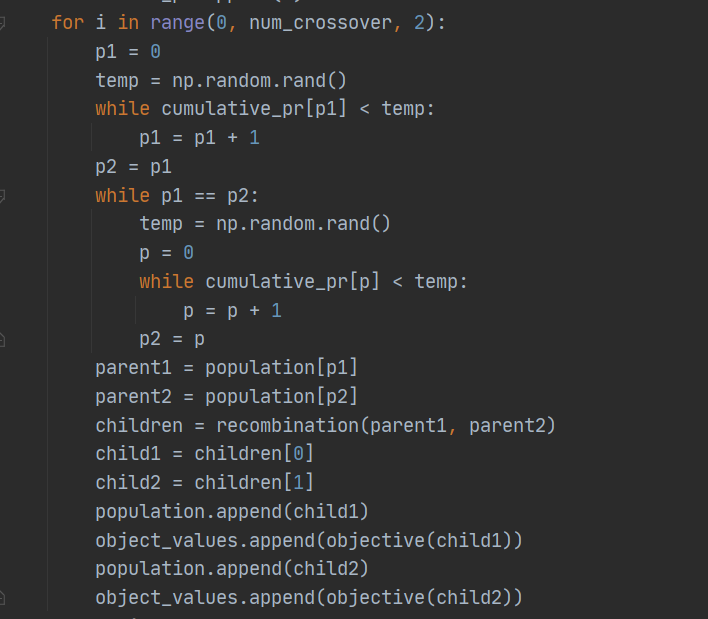 for i in range(0, num_crossover, 2):
    p1 = 0
    temp = np.random.rand()
    while cumulative_pr[p1] < temp:
        p1 = p1 + 1
    p2 = p1
    while p1 == p2:
        temp = np.random.rand()
        p = 0
        while cumulative_pr[p] < temp:
            p = p + 1
        p2 = p
    parent1 = population[p1]
    parent2 = population[p2]
    children = recombination(parent1, parent2)
    child1 = children[0]
    child2 = children[1]
    population.append(child1)
    object_values.append(objective(child1))
    population.append(child2)
    object_values.append(objective(child2))